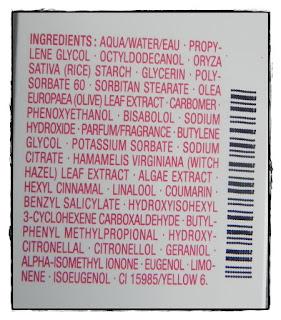 INGREDIENTS: AQUA/WATER/EAU · PROPY-
LENE GLYCOL · OCTYLDODECANOL · ORYZA
SATIVA (RICE) STARCH · GLYCERIN · POLY-
SORBATE 60 · SORBITAN STEARATE · OLEA
EUROPAEA (OLIVE) LEAF EXTRACT · CARBOMER ·
PHENOXYETHANOL · BISABOLOL · SODIUM
HYDROXIDE · PARFUM/FRAGRANCE · BUTYLENE
GLYCOL · POTASSIUM SORBATE · SODIUM
CITRATE · HAMAMELIS VIRGINIANA (WITCH
HAZEL) LEAF EXTRACT · ALGAE EXTRACT ·
HEXYL CINNAMAL · LINALOOL · COUMARIN ·
BENZYL SALICYLATE · HYDROXYISOHEXYL
3-CYCLOHEXENE CARBOXALDEHYDE · BUTYL-
PHENYL METHYLPROPIONAL · HYDROXY-
CITRONELLAL · CITRONELLOL · GERANIOL ·
ALPHA-ISOMETHYL IONONE · EUGENOL · LIMO-
NENE · ISOEUGENOL · CI 15985/YELLOW 6.